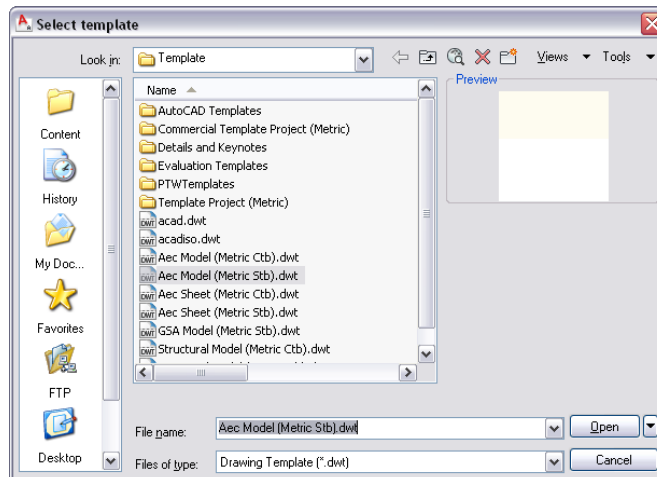 Select template
Look in: Template Views Tools
Preview
Name
AutoCAD Templates
Commercial Template Project (Metric)
Details and Keynotes
Evaluation Templates
PTWTemplates
Template Project (Metric)
acad.dwt
acadiso.dwt
Aec Model (Metric Ctb).dwt
Aec Model (Metric Stb).dwt
Aec Sheet (Metric Ctb).dwt
Aec Sheet (Metric Stb).dwt
GSA Model (Metric Stb).dwt
Structural Model (Metric Ctb).dwt
Content
History
My Doc...
Favorites
FTP
Desktop
File name: Aec Model (Metric Stb).dwt Open
Files of type: Drawing Template (*.dwt) Cancel